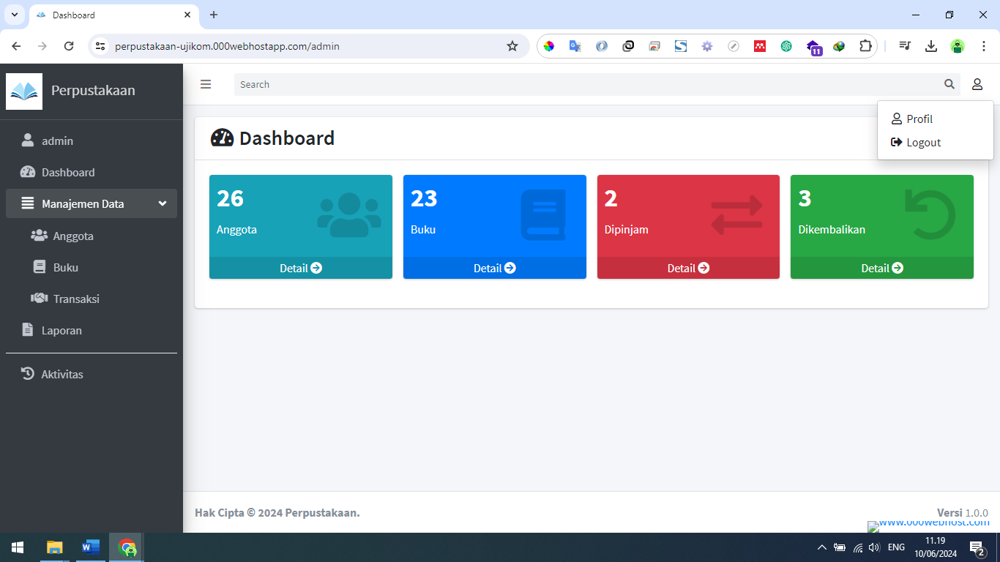 Dashboard
perpustakaan-ujikom.000webhostapp.com/admin
11
Perpustakaan
Search
admin
Dashboard
Manajemen Data
Anggota
Buku
Transaksi
Laporan
Aktivitas
Profil
Logout
Dashboard
26
Anggota
Detail
23
Buku
Detail
2
Dipinjam
Detail
3
Dikembalikan
Detail
Hak Cipta © 2024 Perpustakaan.
Versi 1.0.0
www.000webhost.com
ENG
11.19
10/06/2024
2